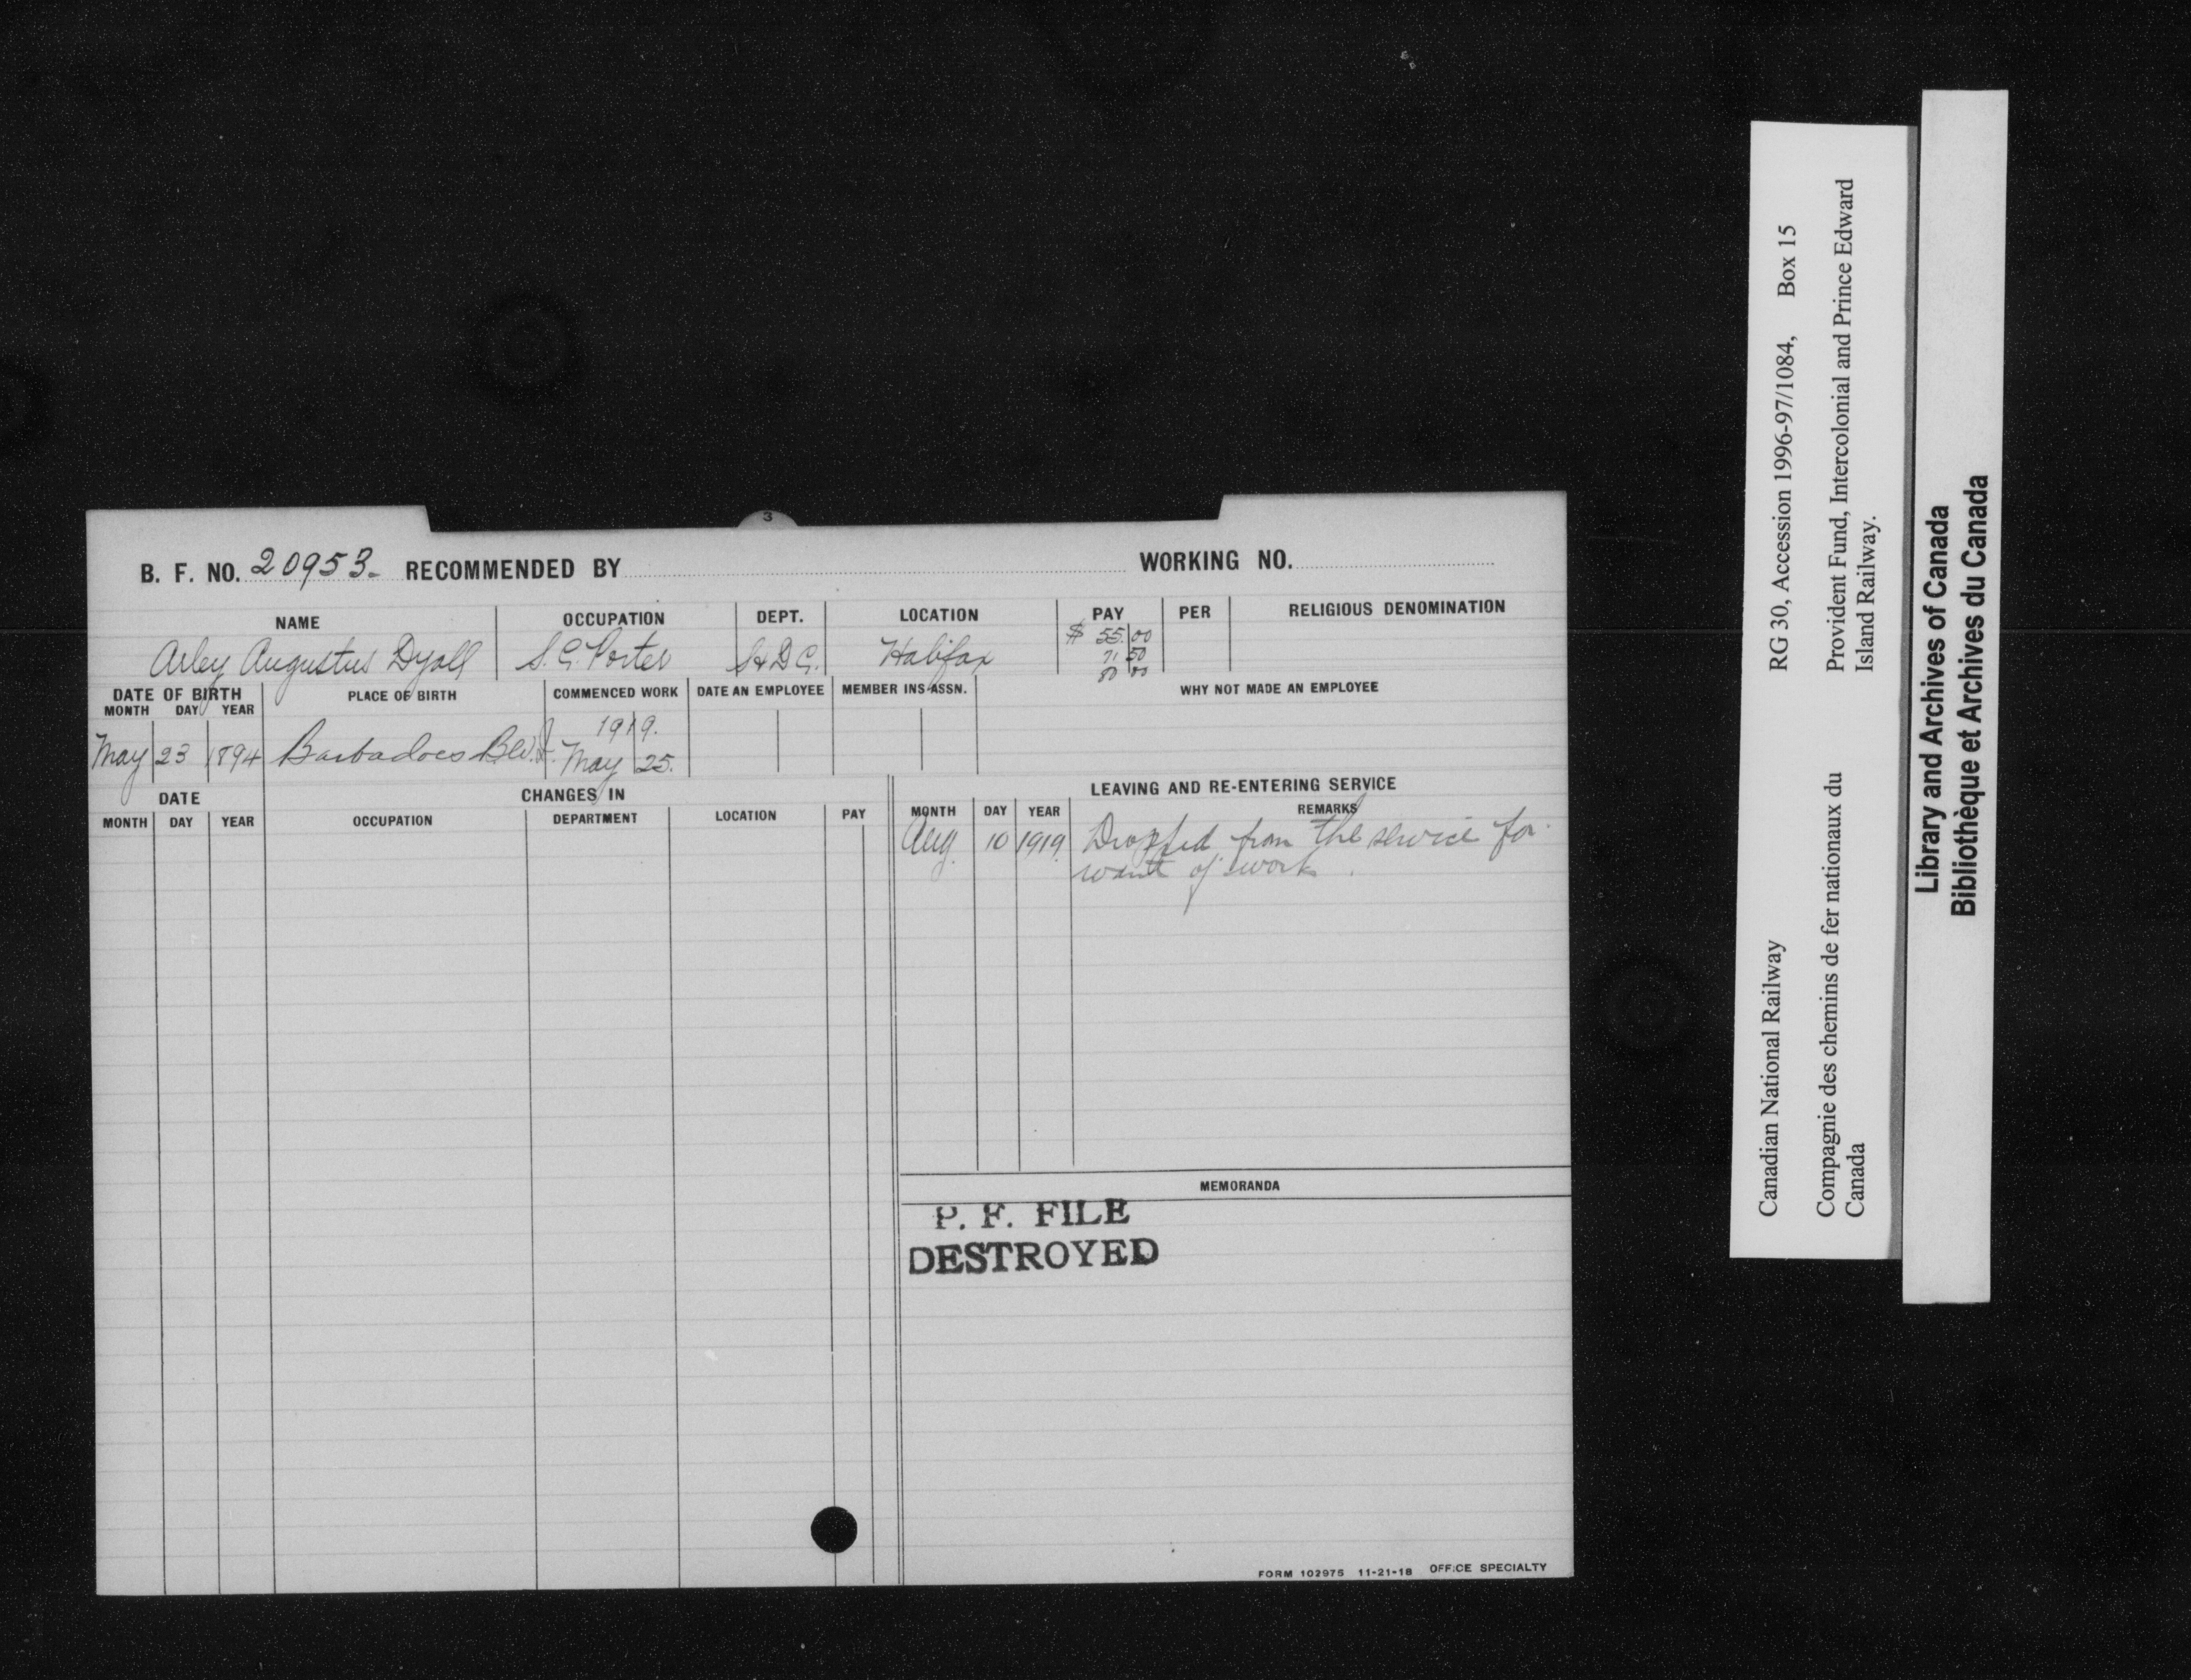 3
B. F. NO. 20953. RECOMMENDED BY WORKING NO.
NAME OCCUPATION DEPT. LOCATION PAY PER RELIGIOUS DENOMINATION
Arley Augustus Dyall S.C. Porter S&DC. Halifax $ 55.00
71 50
80 00
DATE OF BIRTH PLACE OF BIRTH COMMENCED WORK DATE AN EMPLOYEE MEMBER INS. ASSN. WHY NOT MADE AN EMPLOYEE
MONTH DAY YEAR
1919.
May 23 1894 Barbadoes B.W.I. May 25.
DATE CHANGES IN LEAVING AND RE-ENTERING SERVICE
MONTH DAY YEAR OCCUPATION DEPARTMENT LOCATION PAY MONTH DAY YEAR REMARKS
Aug. 10 1919 Dropped from the service for
want of work.
MEMORANDA
P. F. FILE
DESTROYED
FORM 102975 11-21-18 OFFICE SPECIALTY
Canadian National Railway RG 30, Accession 1996-97/1084, Box 15
Compagnie des chemins de fer nationaux du
Canada
Provident Fund, Intercolonial and Prince Edward
Island Railway.
Library and Archives of Canada
Bibliothèque et Archives du Canada